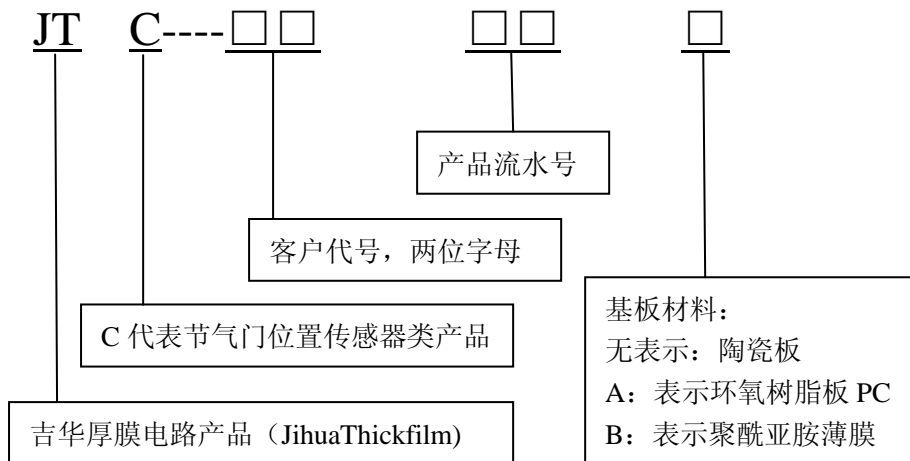 JT C----□□ □□ □
产品流水号
客户代号，两位字母
C 代表节气门位置传感器类产品
吉华厚膜电路产品（JihuaThickfilm)
基板材料：
无表示：陶瓷板
A：表示环氧树脂板 PC
B：表示聚酰亚胺薄膜